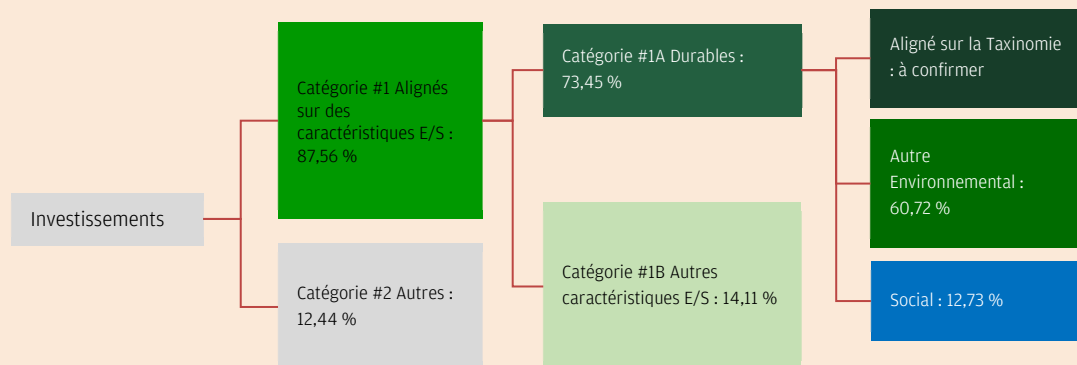 Investissements
Catégorie #1 Alignés
sur des
caractéristiques E/S :
87,56 %
Catégorie #2 Autres :
12,44 %
Catégorie #1A Durables :
73,45 %
Catégorie #1B Autres
caractéristiques E/S : 14,11 %
Aligné sur la Taxinomie
: à confirmer
Autre
Environnemental :
60,72 %
Social : 12,73 %